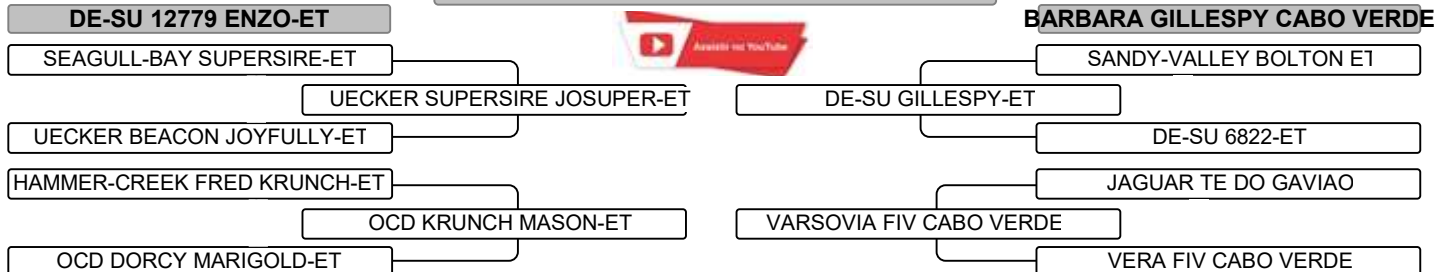 DE-SU 12779 ENZO-ET
BARBARA GILLESPY CABO VERDE
Assista no YouTube
SEAGULL-BAY SUPERSIRE-ET
SANDY-VALLEY BOLTON ET
UECKER SUPERSIRE JOSUPER-ET
DE-SU GILLESPY-ET
UECKER BEACON JOYFULLY-ET
DE-SU 6822-ET
HAMMER-CREEK FRED KRUNCH-ET
JAGUAR TE DO GAVIAO
OCD KRUNCH MASON-ET
VARSOVIA FIV CABO VERDE
OCD DORCY MARIGOLD-ET
VERA FIV CABO VERDE